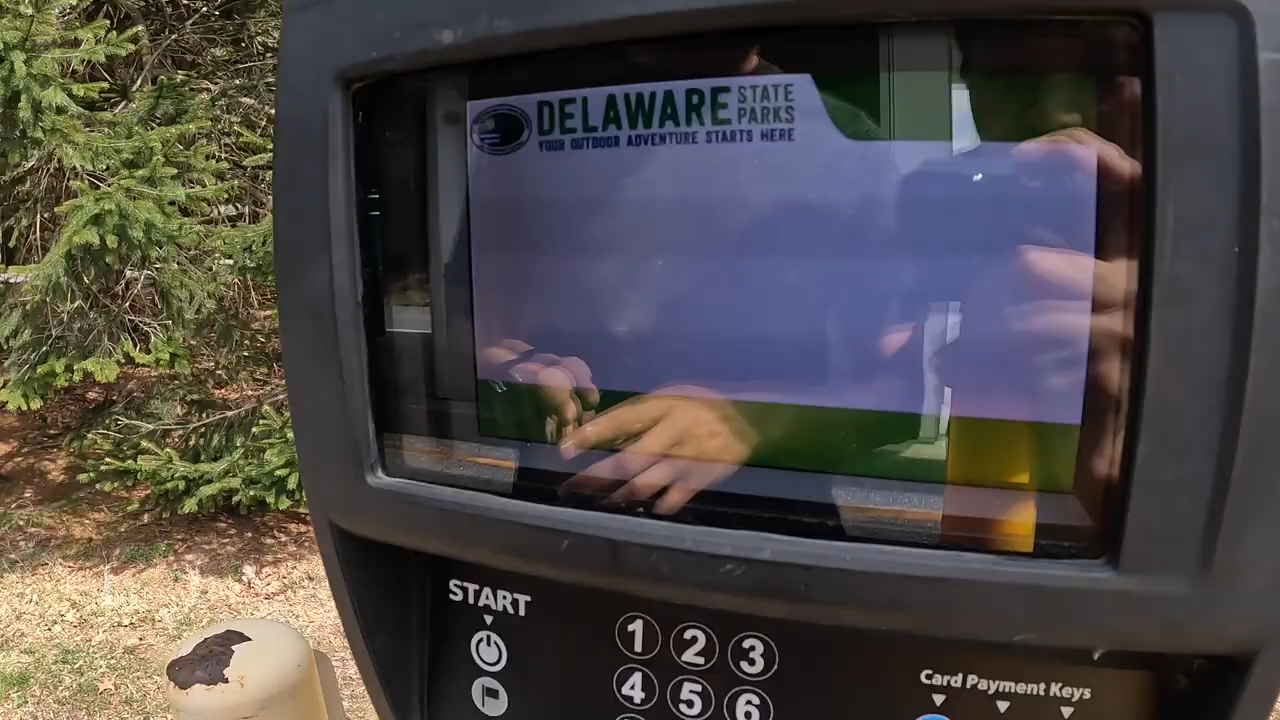 DELAWARE STATE PARKS
YOUR OUTDOOR ADVENTURE STARTS HERE
START
1 2 3
4 5 6
Card Payment Keys